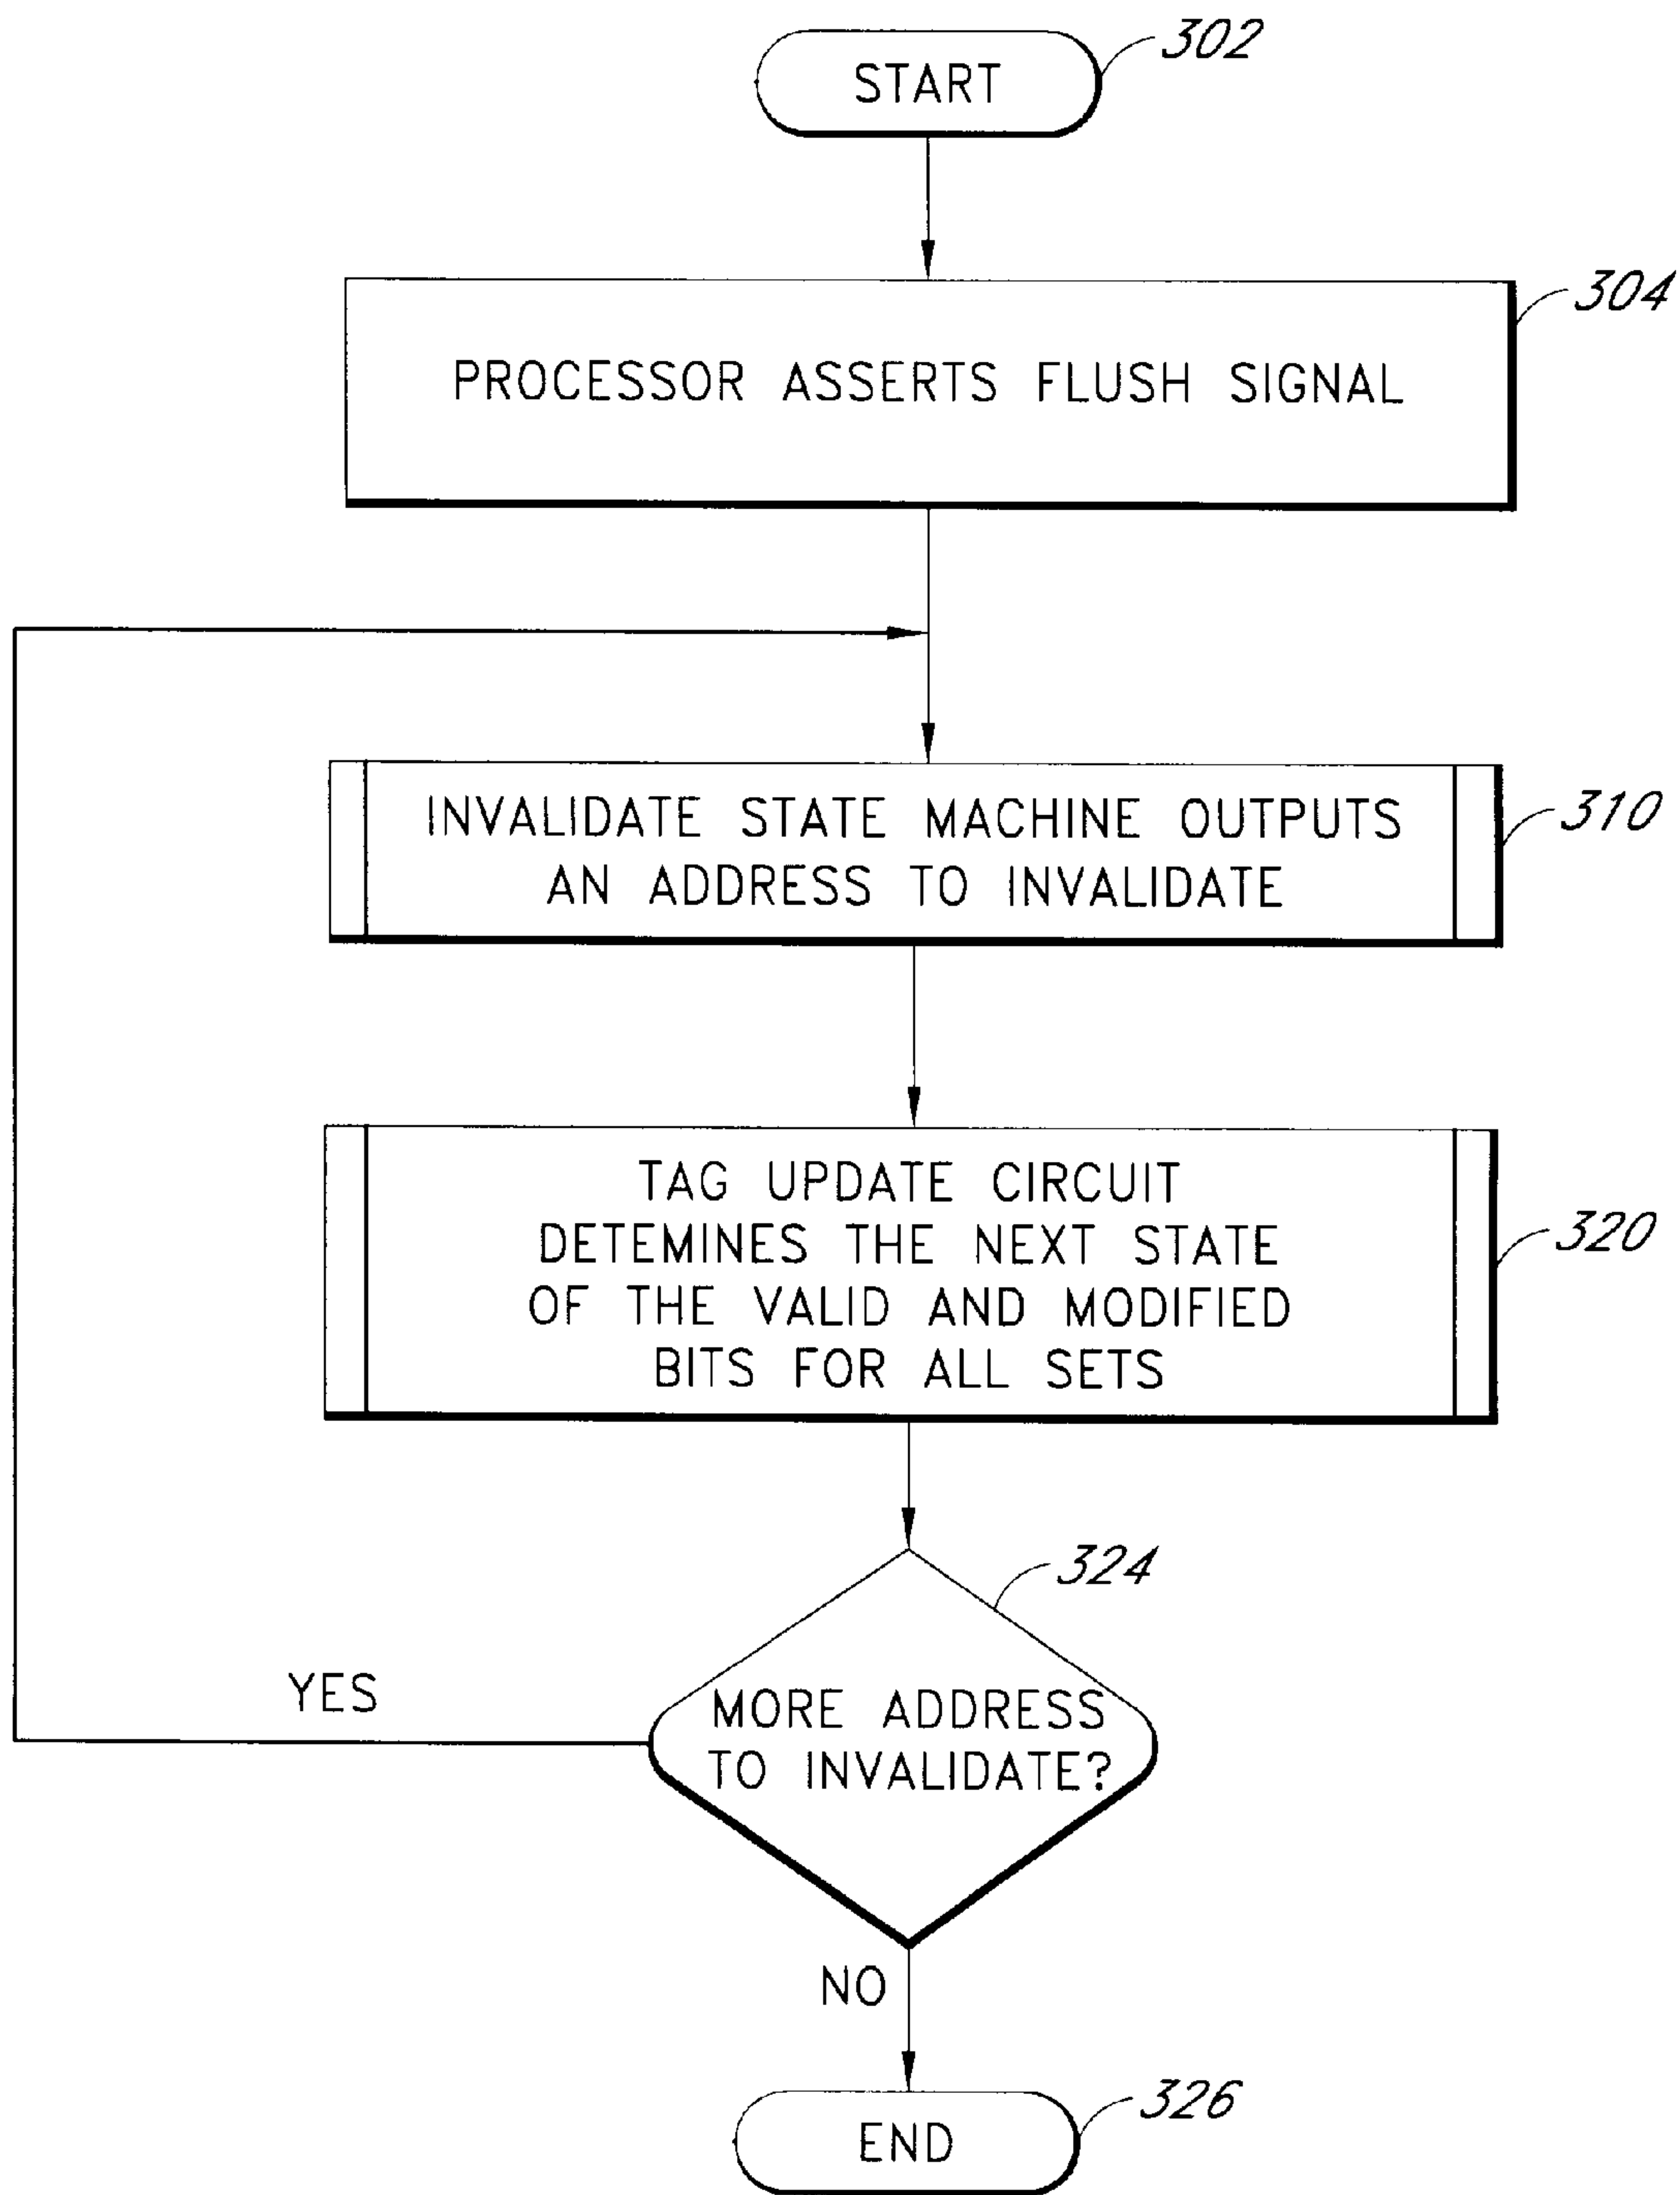 START
302
PROCESSOR ASSERTS FLUSH SIGNAL
304
INVALIDATE STATE MACHINE OUTPUTS
AN ADDRESS TO INVALIDATE
310
TAG UPDATE CIRCUIT
DETEMINES THE NEXT STATE
OF THE VALID AND MODIFIED
BITS FOR ALL SETS
320
324
MORE ADDRESS
TO INVALIDATE?
YES
NO
END
326